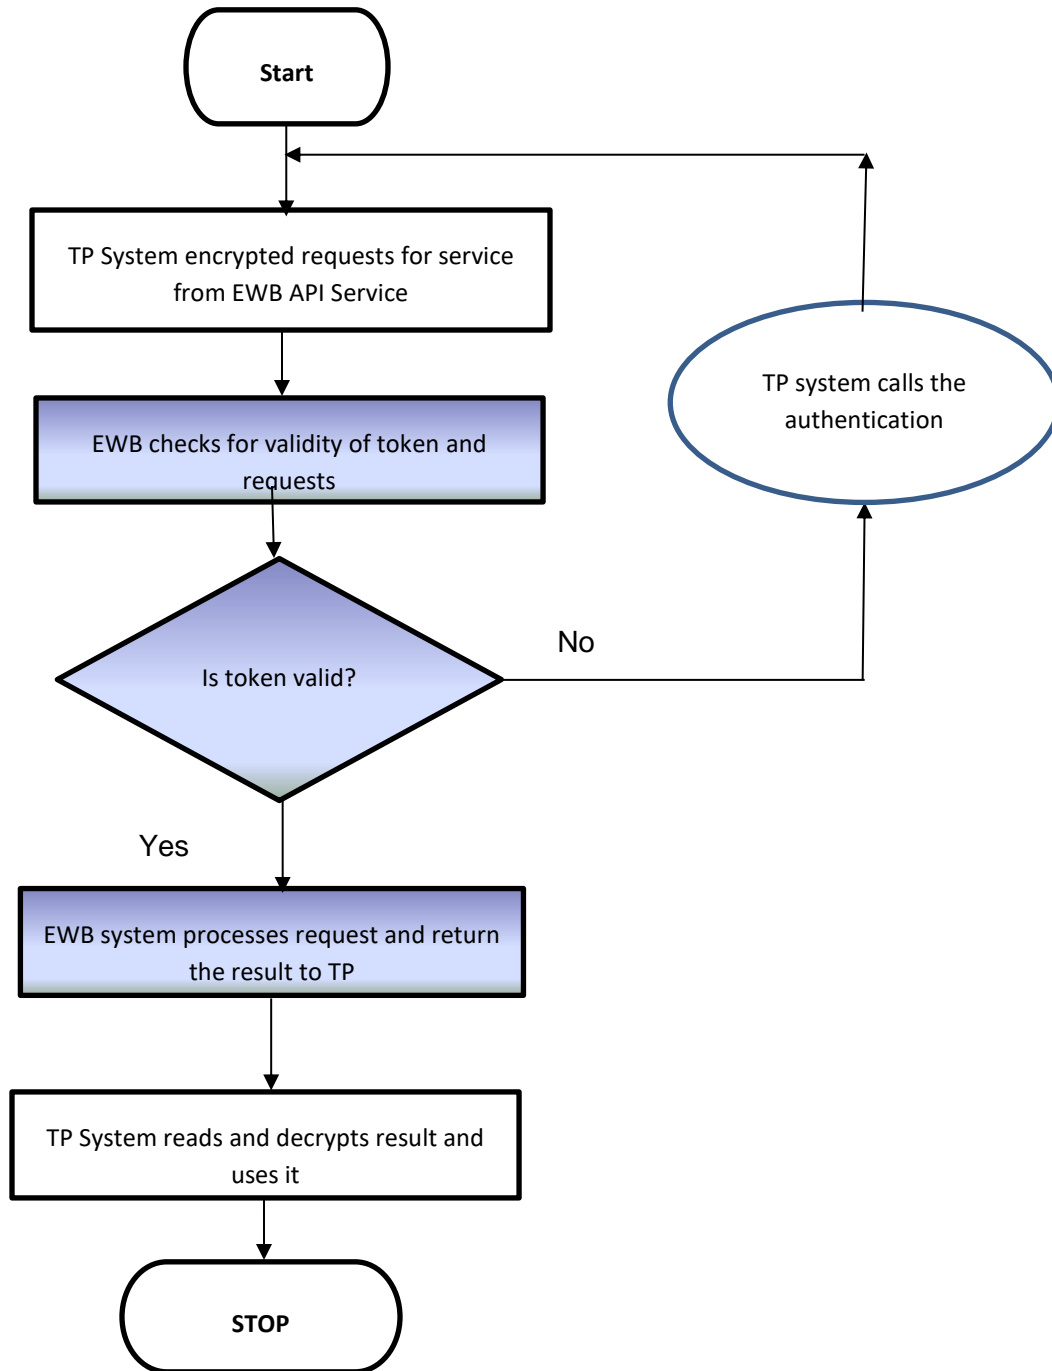 Start
TP System encrypted requests for service
from EWB API Service
TP system calls the
authentication
EWB checks for validity of token and
requests
Is token valid?
No
Yes
EWB system processes request and return
the result to TP
TP System reads and decrypts result and
uses it
STOP